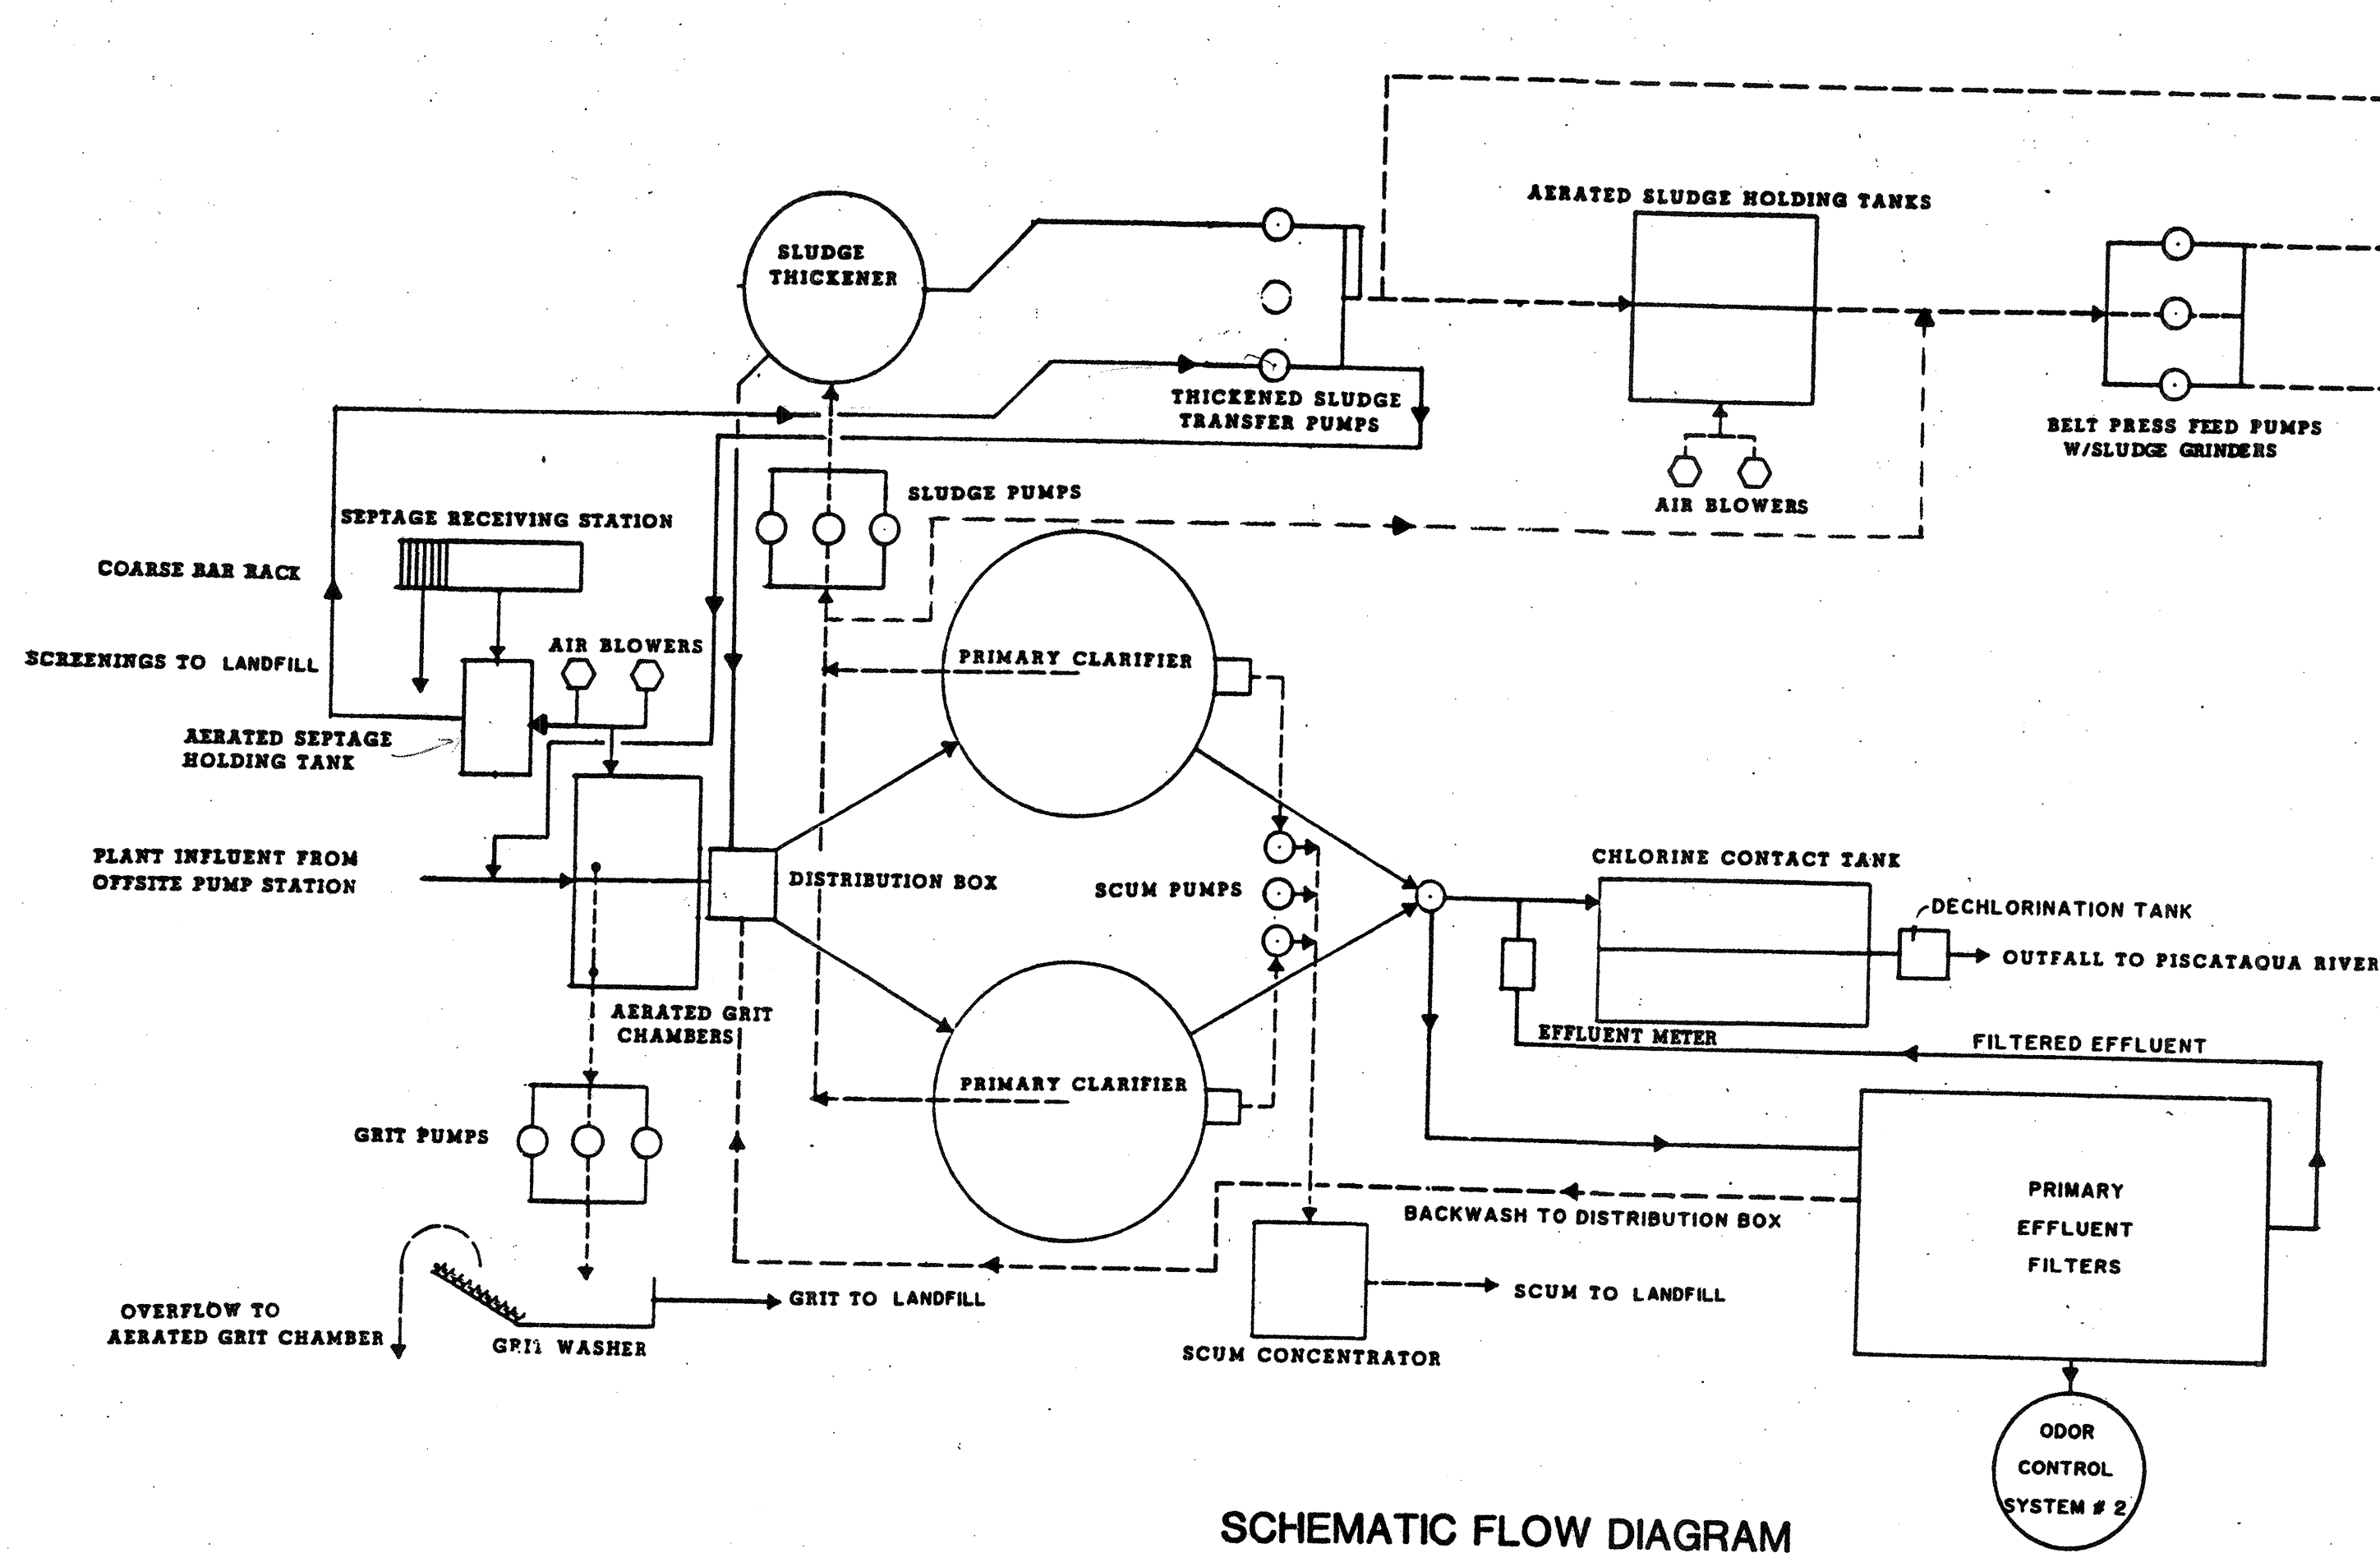 AERATED SLUDGE HOLDING TANKS
SLUDGE
THICKENER
THICKENED SLUDGE
TRANSFER PUMPS
BELT PRESS FEED PUMPS
W/SLUDGE GRINDERS
AIR BLOWERS
SLUDGE PUMPS
SEPTAGE RECEIVING STATION
COARSE BAR RACK
SCREENINGS TO LANDFILL
AIR BLOWERS
PRIMARY CLARIFIER
AERATED SEPTAGE
HOLDING TANK
PLANT INFLUENT FROM
OFFSITE PUMP STATION
DISTRIBUTION BOX
SCUM PUMPS
CHLORINE CONTACT TANK
DECHLORINATION TANK
OUTFALL TO PISCATAQUA RIVER
AERATED GRIT
CHAMBERS
EFFLUENT METER
FILTERED EFFLUENT
PRIMARY CLARIFIER
GRIT PUMPS
BACKWASH TO DISTRIBUTION BOX
PRIMARY
EFFLUENT
FILTERS
GRIT TO LANDFILL
SCUM TO LANDFILL
OVERFLOW TO
AERATED GRIT CHAMBER
GRIT WASHER
SCUM CONCENTRATOR
ODOR
CONTROL
SYSTEM # 2
SCHEMATIC FLOW DIAGRAM